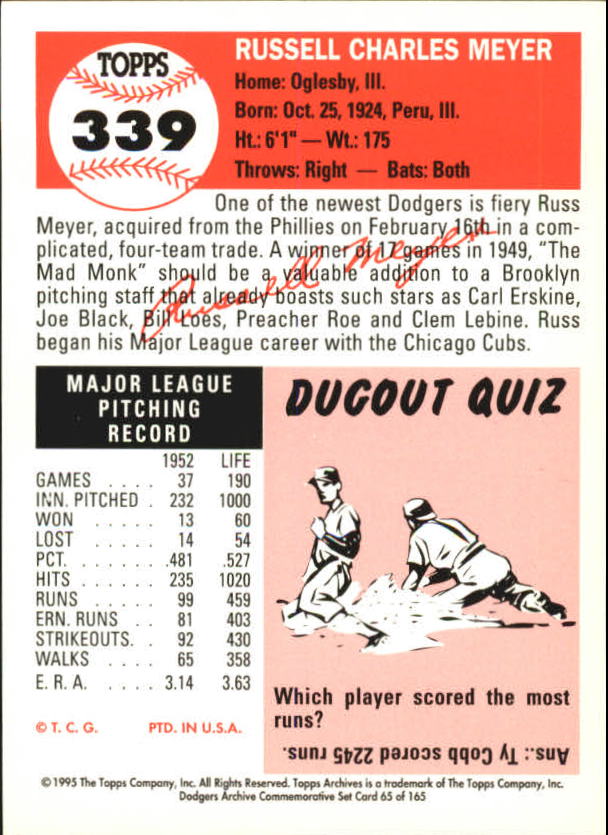 TOPPS
339
RUSSELL CHARLES MEYER
Home: Oglesby, Ill.
Born: Oct. 25, 1924, Peru, Ill.
Ht.: 6'1" — Wt.: 175
Throws: Right — Bats: Both
One of the newest Dodgers is fiery Russ
Meyer, acquired from the Phillies on February 16th in a com-
plicated, four-team trade. A winner of 17 games in 1949, "The
Mad Monk" should be a valuable addition to a Brooklyn
pitching staff that already boasts such stars as Carl Erskine,
Joe Black, Bill Loes, Preacher Roe and Clem Lebine. Russ
began his Major League career with the Chicago Cubs.
Russell Meyer
MAJOR LEAGUE
PITCHING
RECORD
1952 LIFE
GAMES . . . . 37 190
INN. PITCHED . 232 1000
WON . . . . . 13 60
LOST . . . . . 14 54
PCT. . . . . . . .481 .527
HITS . . . . . . 235 1020
RUNS . . . . . 99 459
ERN. RUNS . . 81 403
STRIKEOUTS. . 92 430
WALKS . . . . 65 358
E. R. A. . . . . 3.14 3.63
© T. C. G. PTD. IN U.S.A.
DUGOUT QUIZ
Which player scored the most
runs?
Ans.: Ty Cobb scored 2245 runs.
© 1995 The Topps Company, Inc. All Rights Reserved. Topps Archives is a trademark of The Topps Company, Inc.
Dodgers Archive Commemorative Set Card 65 of 165